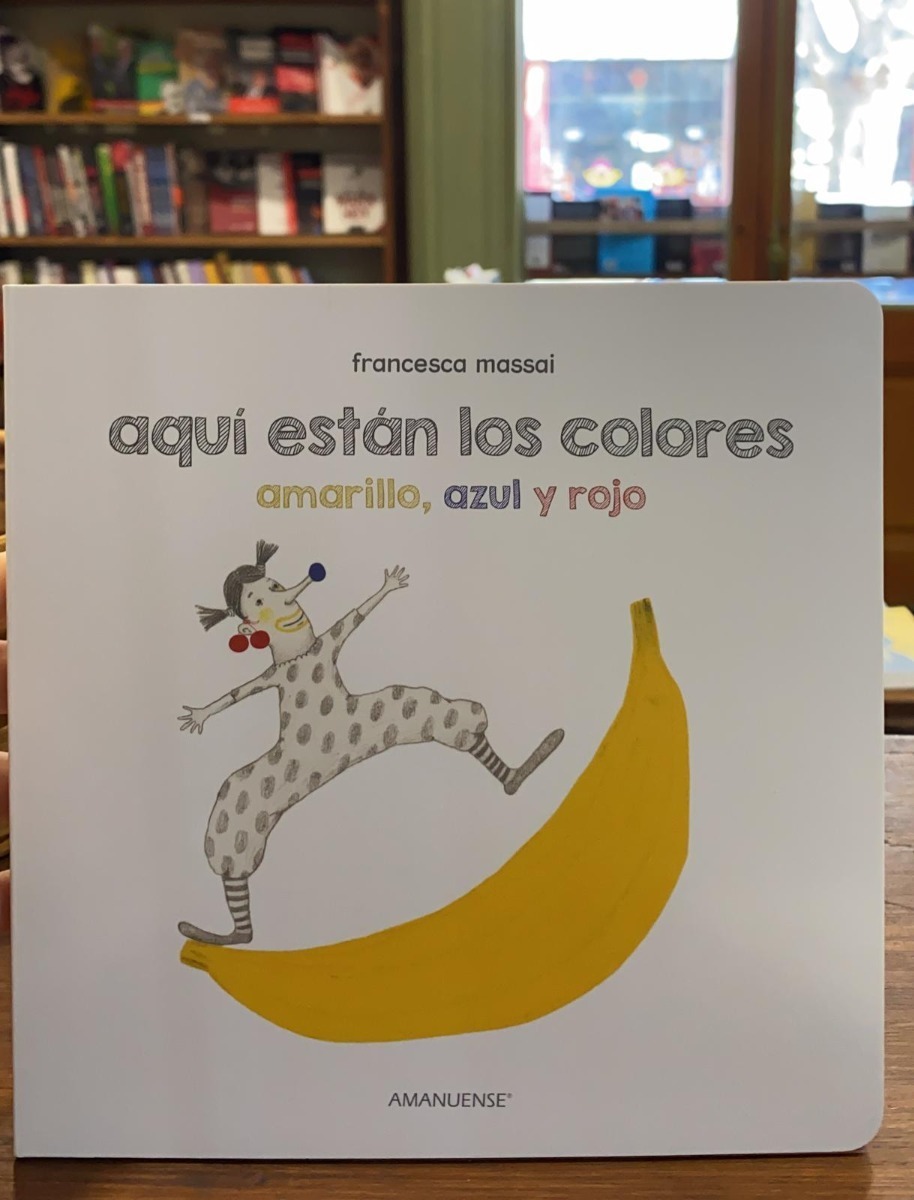 francesca massai
aquí están los colores
amarillo, azul y rojo
AMANUENSE®